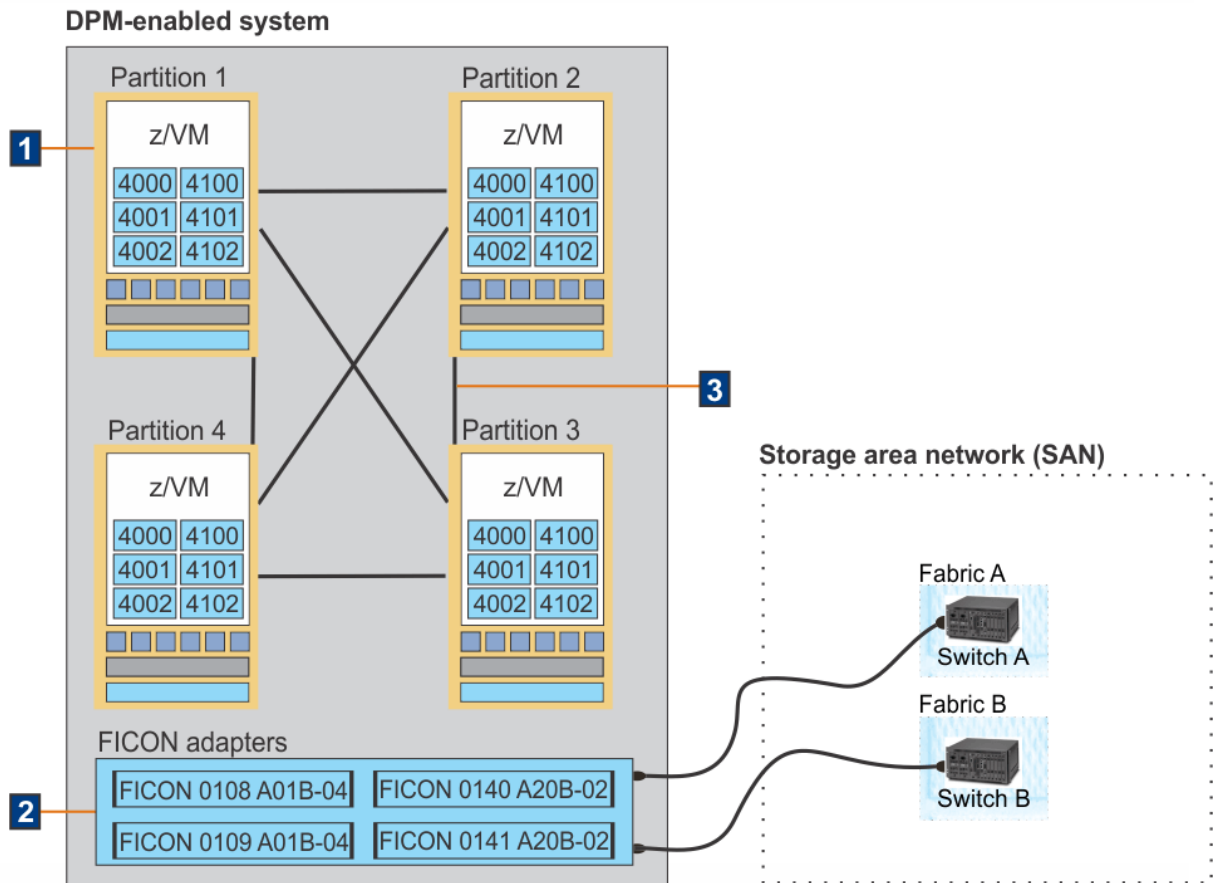 DPM-enabled system
Partition 1
Partition 2
1
z/VM
z/VM
4000 4100
4000 4100
4001 4101
4001 4101
4002 4102
4002 4102
3
Partition 4
Partition 3
z/VM
z/VM
4000 4100
4000 4100
4001 4101
4001 4101
4002 4102
4002 4102
FICON adapters
2
FICON 0108 A01B-04
FICON 0140 A20B-02
FICON 0109 A01B-04
FICON 0141 A20B-02
Storage area network (SAN)
Fabric A
Switch A
Fabric B
Switch B